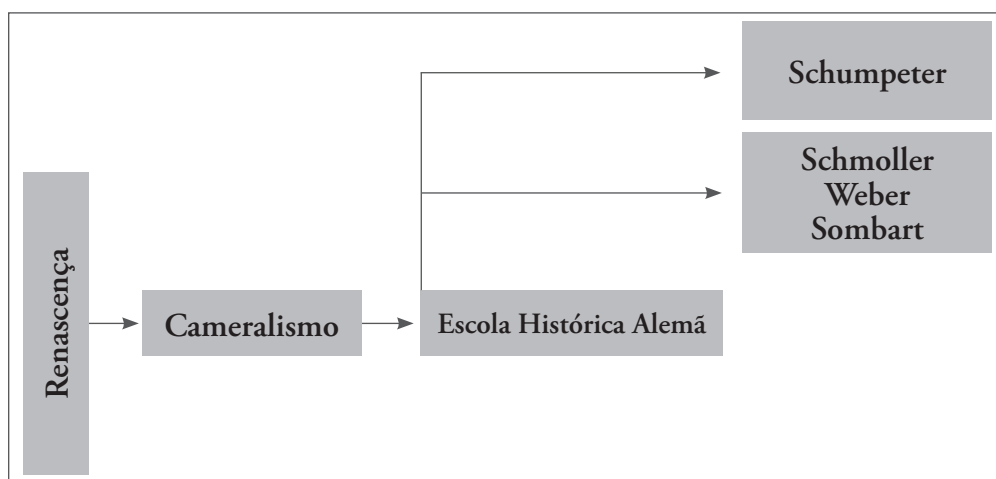 Schumpeter
Schmoller
Weber
Sombart
Renascença
Cameralismo
Escola Histórica Alemã